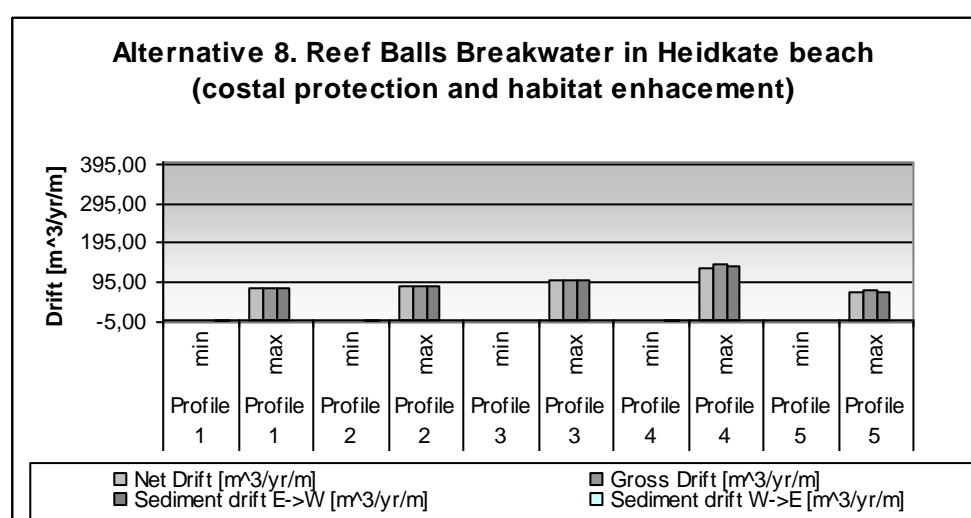 Alternative 8. Reef Balls Breakwater in Heidkate beach
(costal protection and habitat enhacement)
Drift [m^3/yr/m]
395,00
295,00
195,00
95,00
-5,00
min max min max min max min max min max
Profile Profile Profile Profile Profile Profile Profile Profile Profile Profile
1 1 2 2 3 3 4 4 5 5
Net Drift [m^3/yr/m] Gross Drift [m^3/yr/m]
Sediment drift E->W [m^3/yr/m] Sediment drift W->E [m^3/yr/m]